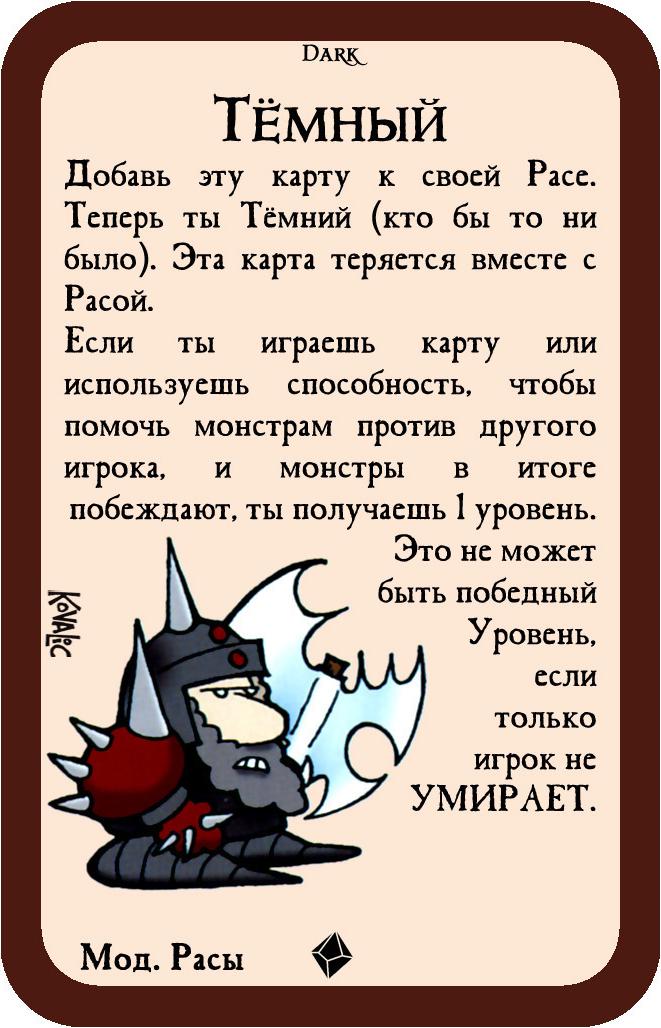 Dark
Тёмный
Добавь эту карту к своей Расе.
Теперь ты Тёмний (кто бы то ни
было). Эта карта теряется вместе с
Расой.
Если ты играешь карту или
используешь способность, чтобы
помочь монстрам против другого
игрока, и монстры в итоге
побеждают, ты получаешь 1 уровень.
Это не может
быть победный
Уровень,
если
только
игрок не
УМИРАЕТ.
Kovalic
Мод. Расы